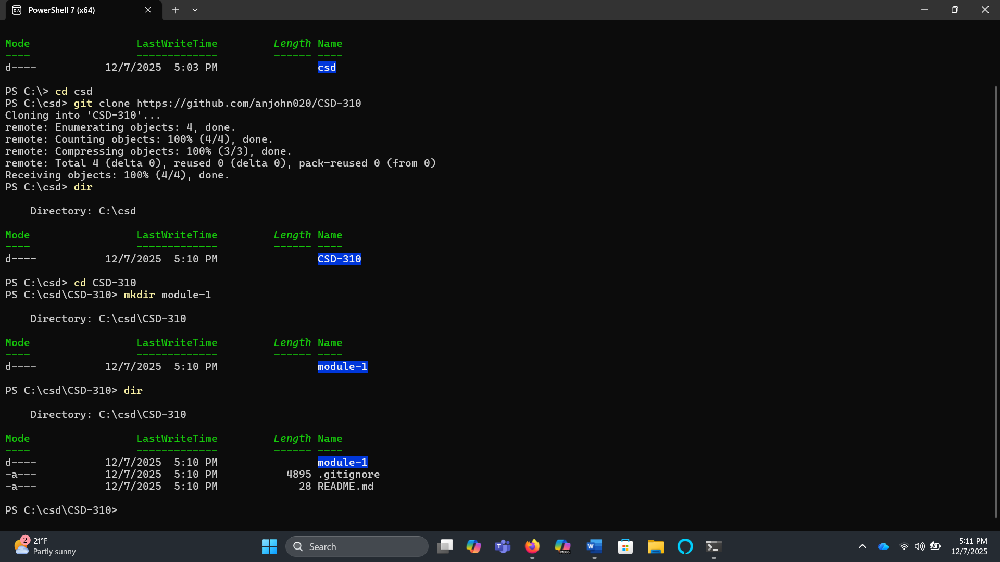 PowerShell 7 (x64)
Mode LastWriteTime Length Name
---- ------------- ------ ----
d---- 12/7/2025 5:03 PM csd
PS C:\> cd csd
PS C:\csd> git clone https://github.com/anjohn020/CSD-310
Cloning into 'CSD-310'...
remote: Enumerating objects: 4, done.
remote: Counting objects: 100% (4/4), done.
remote: Compressing objects: 100% (3/3), done.
remote: Total 4 (delta 0), reused 0 (delta 0), pack-reused 0 (from 0)
Receiving objects: 100% (4/4), done.
PS C:\csd> dir
Directory: C:\csd
Mode LastWriteTime Length Name
---- ------------- ------ ----
d---- 12/7/2025 5:10 PM CSD-310
PS C:\csd> cd CSD-310
PS C:\csd\CSD-310> mkdir module-1
Directory: C:\csd\CSD-310
Mode LastWriteTime Length Name
---- ------------- ------ ----
d---- 12/7/2025 5:10 PM module-1
PS C:\csd\CSD-310> dir
Directory: C:\csd\CSD-310
Mode LastWriteTime Length Name
---- ------------- ------ ----
d---- 12/7/2025 5:10 PM module-1
-a--- 12/7/2025 5:10 PM 4895 .gitignore
-a--- 12/7/2025 5:10 PM 28 README.md
PS C:\csd\CSD-310>
2
21°F
Partly sunny
Search
T
M365
W
5:11 PM
12/7/2025